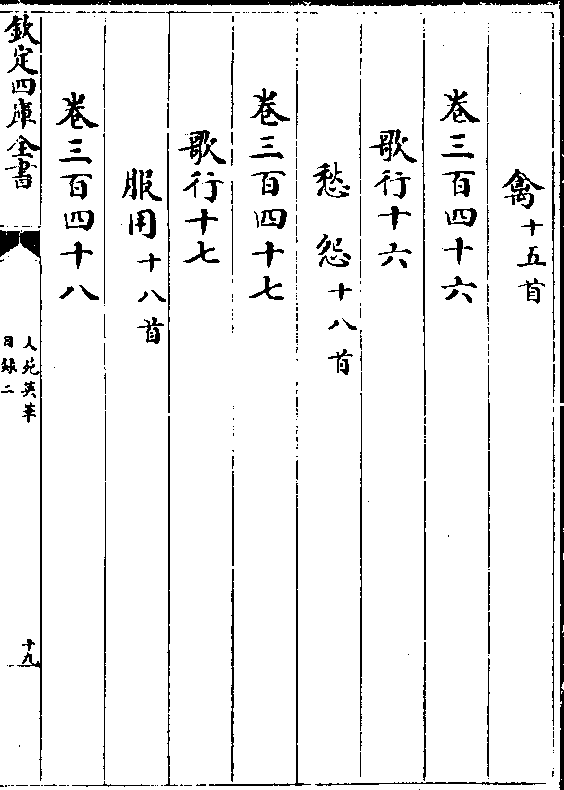 禽十五首
卷三百四十六
歌行十六
愁怨十八首
卷三百四十七
歌行十七
服用十八首
卷三百四十八
欽定四庫全書
人苑英華
目録二
十九